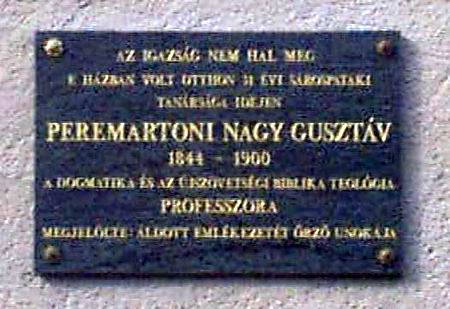 AZ IGAZSÁG NEM HAL MEG
E HÁZBAN VOLT OTTHON 31 ÉVI SÁROSPATAKI
TANÁRSÁGA IDEJÉN
PEREMARTONI NAGY GUSZTÁV
1844 - 1900
A DOGMATIKA ÉS AZ ÚJSZÖVETSÉGI BIBLIKA TEOLÓGIA
PROFESSZORA
MEGJELÖLTE: ÁLDOTT EMLÉKEZETÉT ŐRZŐ UNOKÁJA